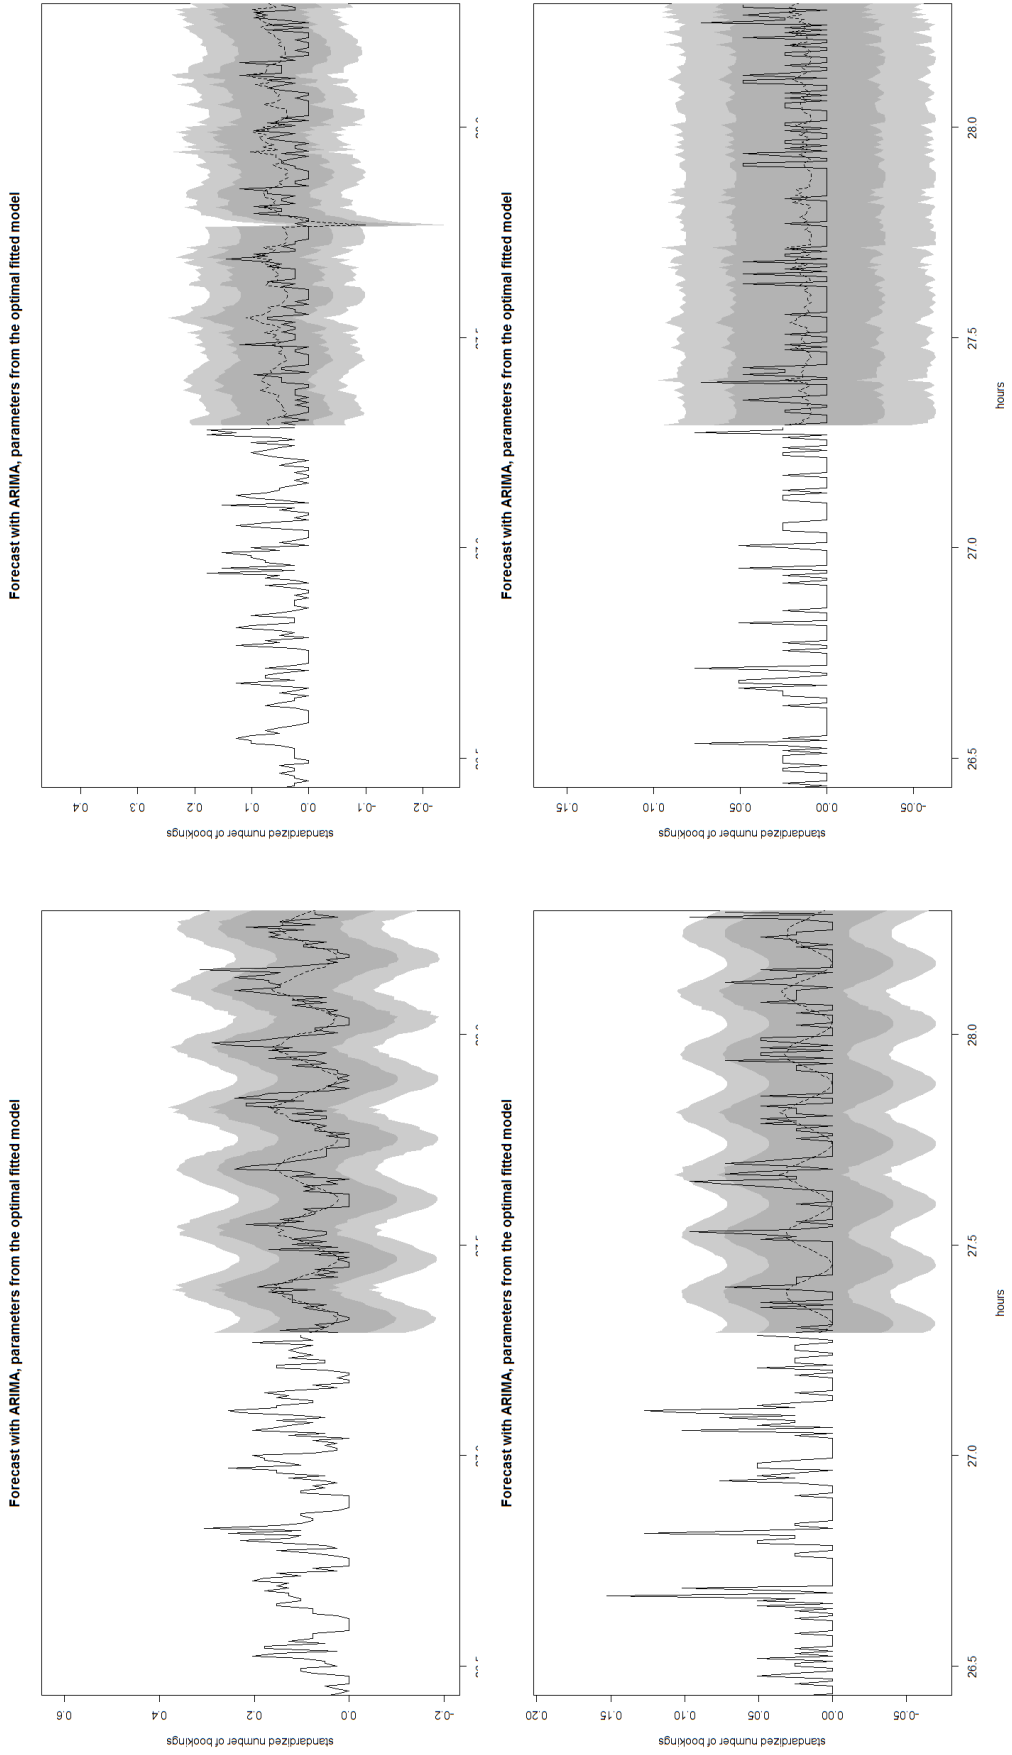 Forecast with ARIMA, parameters from the optimal fitted model
standardized number of bookings
0.6
0.4
0.2
0.0
-0.2
Forecast with ARIMA, parameters from the optimal fitted model
standardized number of bookings
0.4
0.3
0.2
0.1
0.0
-0.1
-0.2
Forecast with ARIMA, parameters from the optimal fitted model
standardized number of bookings
0.20
0.15
0.10
0.05
0.00
-0.05
26.5 27.0 27.5 28.0
hours
Forecast with ARIMA, parameters from the optimal fitted model
standardized number of bookings
0.15
0.10
0.05
0.00
-0.05
26.5 27.0 27.5 28.0
hours